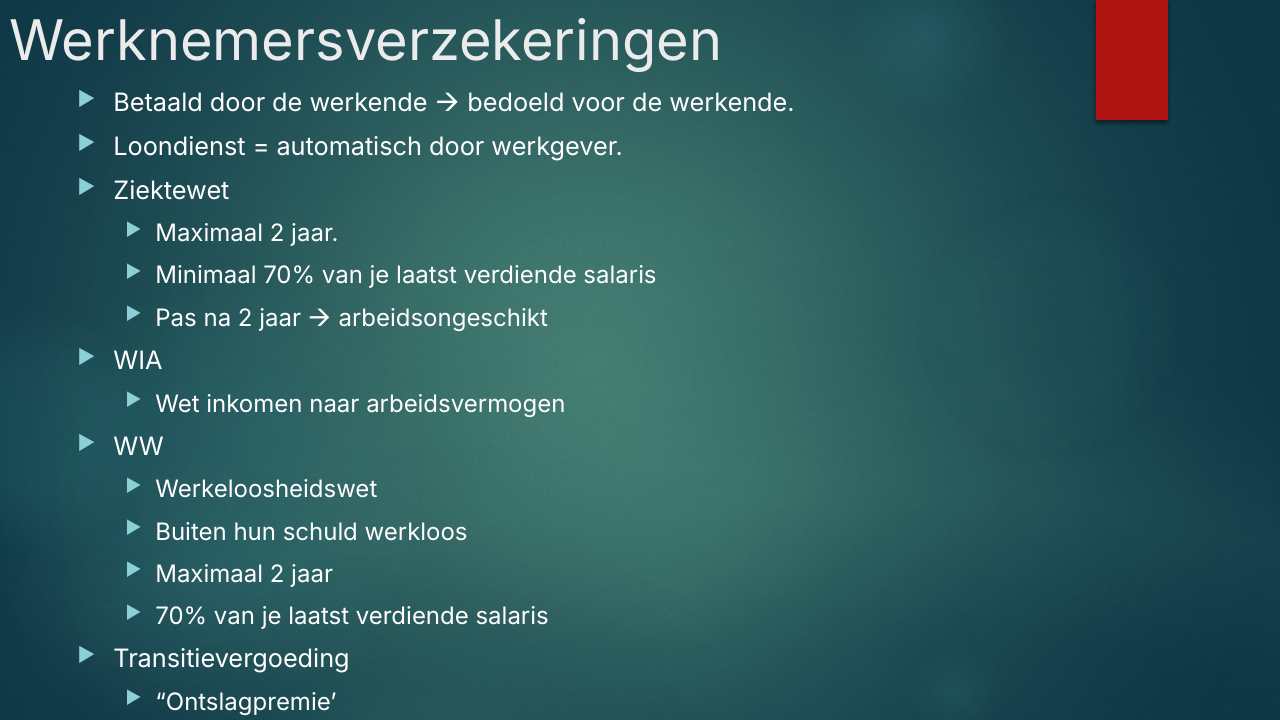 Werknemersverzekeringen
Betaald door de werkende → bedoeld voor de werkende.
Loondienst = automatisch door werkgever.
Ziektewet
Maximaal 2 jaar.
Minimaal 70% van je laatst verdiende salaris
Pas na 2 jaar → arbeidsongeschikt
WIA
Wet inkomen naar arbeidsvermogen
WW
Werkeloosheidswet
Buiten hun schuld werkloos
Maximaal 2 jaar
70% van je laatst verdiende salaris
Transitievergoeding
“Ontslagpremie’